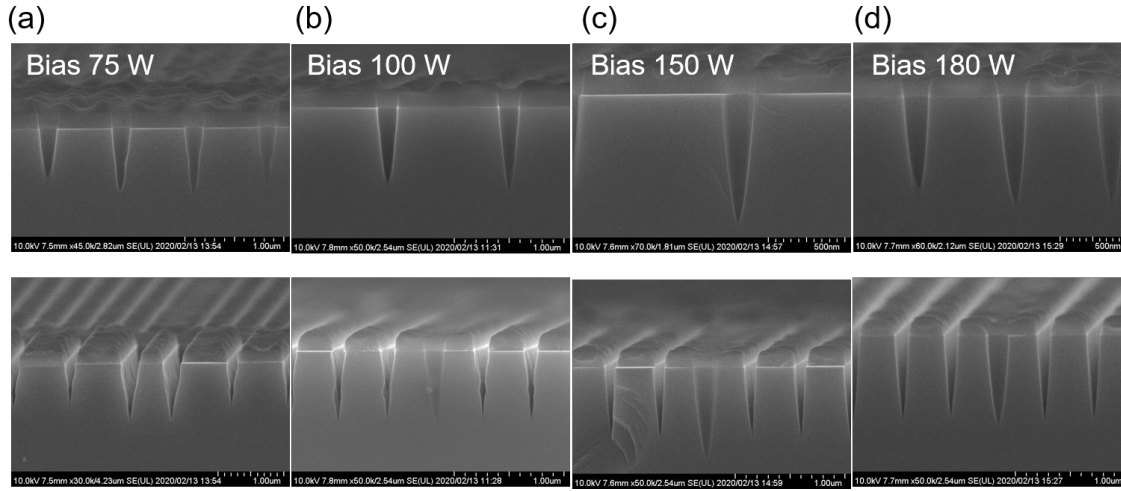 (a)
(b)
(c)
(d)
Bias 75 W
Bias 100 W
Bias 150 W
Bias 180 W
10.0kV 7.5mm x45.0k/2.82um SE(UL) 2020/02/13 13:54 1.00um
10.0kV 7.8mm x50.0k/2.54um SE(UL) 2020/02/13 11:31 1.00um
10.0kV 7.6mm x70.0k/1.81um SE(UL) 2020/02/13 14:57 500nm
10.0kV 7.7mm x60.0k/2.12um SE(UL) 2020/02/13 15:29 500nm
10.0kV 7.5mm x30.0k/4.23um SE(UL) 2020/02/13 13:54 1.00um
10.0kV 7.8mm x50.0k/2.54um SE(UL) 2020/02/13 11:28 1.00um
10.0kV 7.6mm x50.0k/2.54um SE(UL) 2020/02/13 14:59 1.00um
10.0kV 7.7mm x50.0k/2.54um SE(UL) 2020/02/13 15:27 1.00um